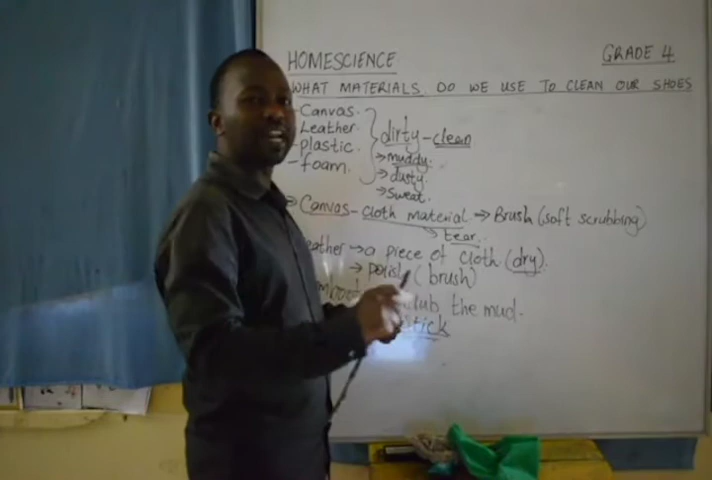 HOMESCIENCE GRADE 4
WHAT MATERIALS DO WE USE TO CLEAN OUR SHOES
- Canvas.
- Leather.
- plastic.
- foam.
dirty - clean
→ muddy.
→ dusty.
→ sweat.
→ Canvas - cloth material → Brush (soft scrubbing)
→ tear.
eather → a piece of cloth (dry).
→ polish (brush)
the mud.
stick